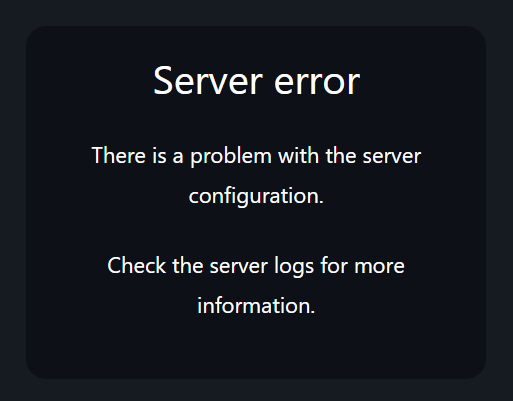 Server error
There is a problem with the server
configuration.
Check the server logs for more
information.